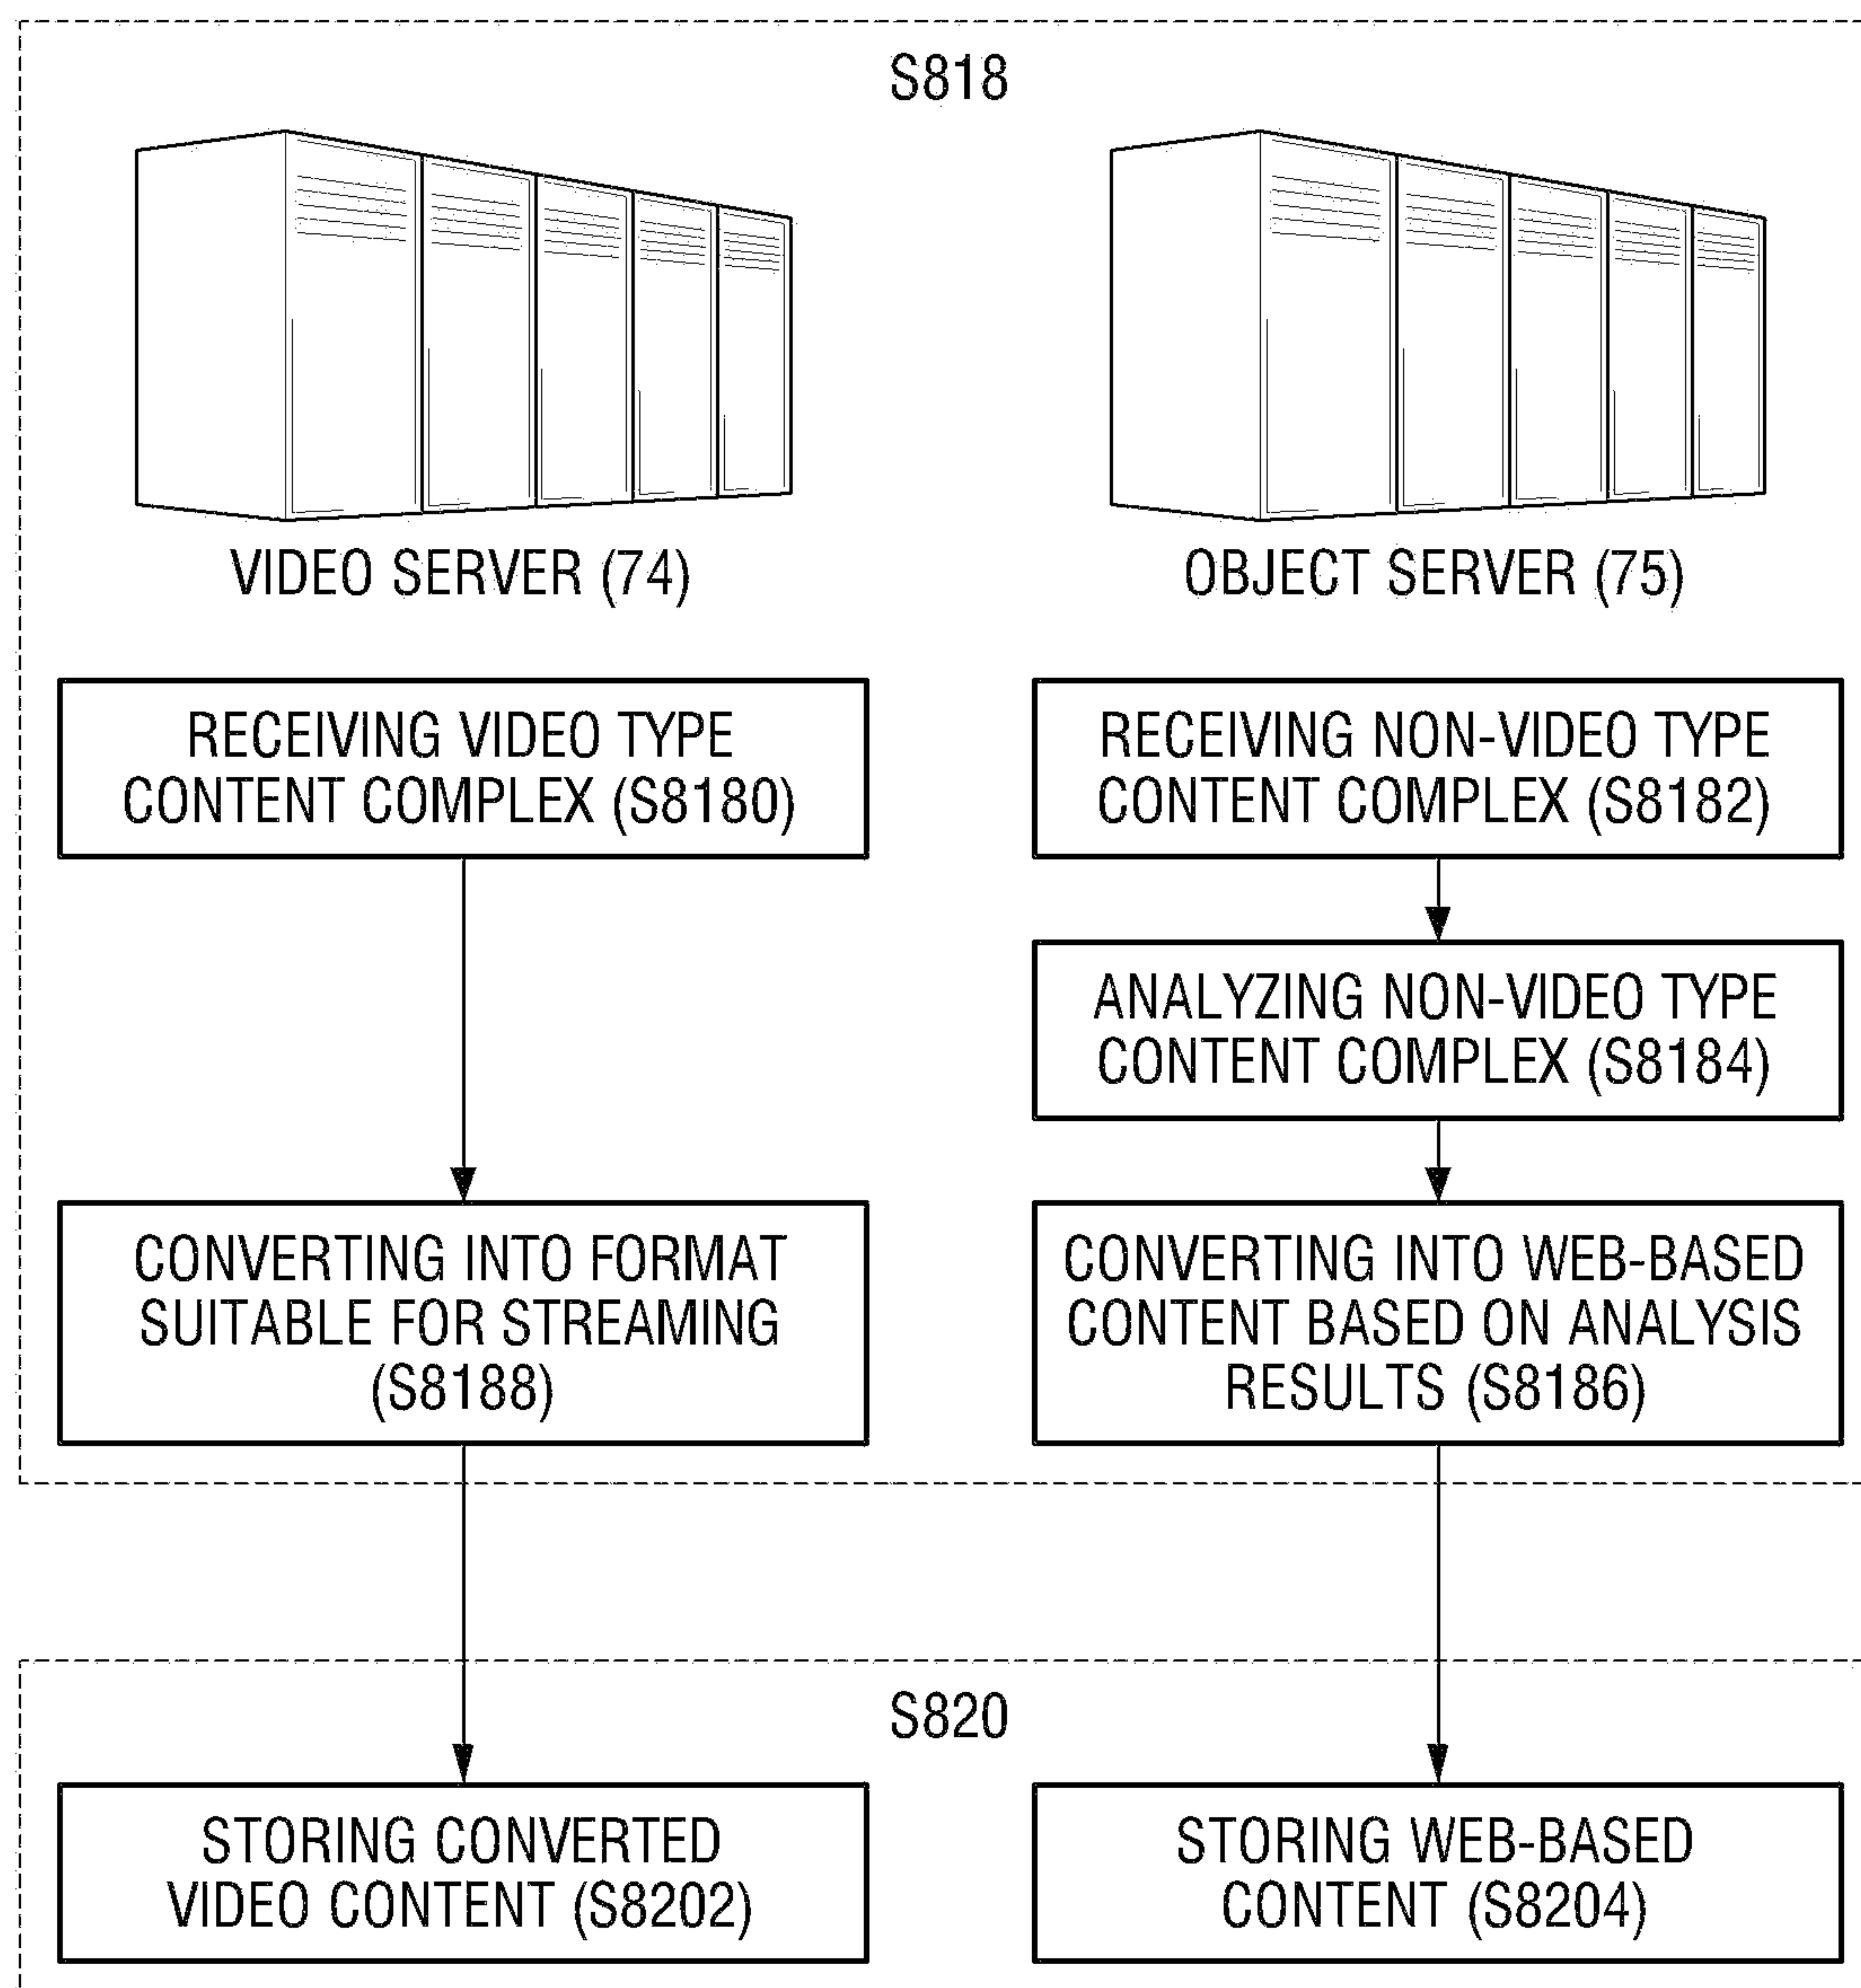 S818
VIDEO SERVER (74)
OBJECT SERVER (75)
RECEIVING VIDEO TYPE
CONTENT COMPLEX (S8180)
RECEIVING NON-VIDEO TYPE
CONTENT COMPLEX (S8182)
ANALYZING NON-VIDEO TYPE
CONTENT COMPLEX (S8184)
CONVERTING INTO FORMAT
SUITABLE FOR STREAMING
(S8188)
CONVERTING INTO WEB-BASED
CONTENT BASED ON ANALYSIS
RESULTS (S8186)
S820
STORING CONVERTED
VIDEO CONTENT (S8202)
STORING WEB-BASED
CONTENT (S8204)